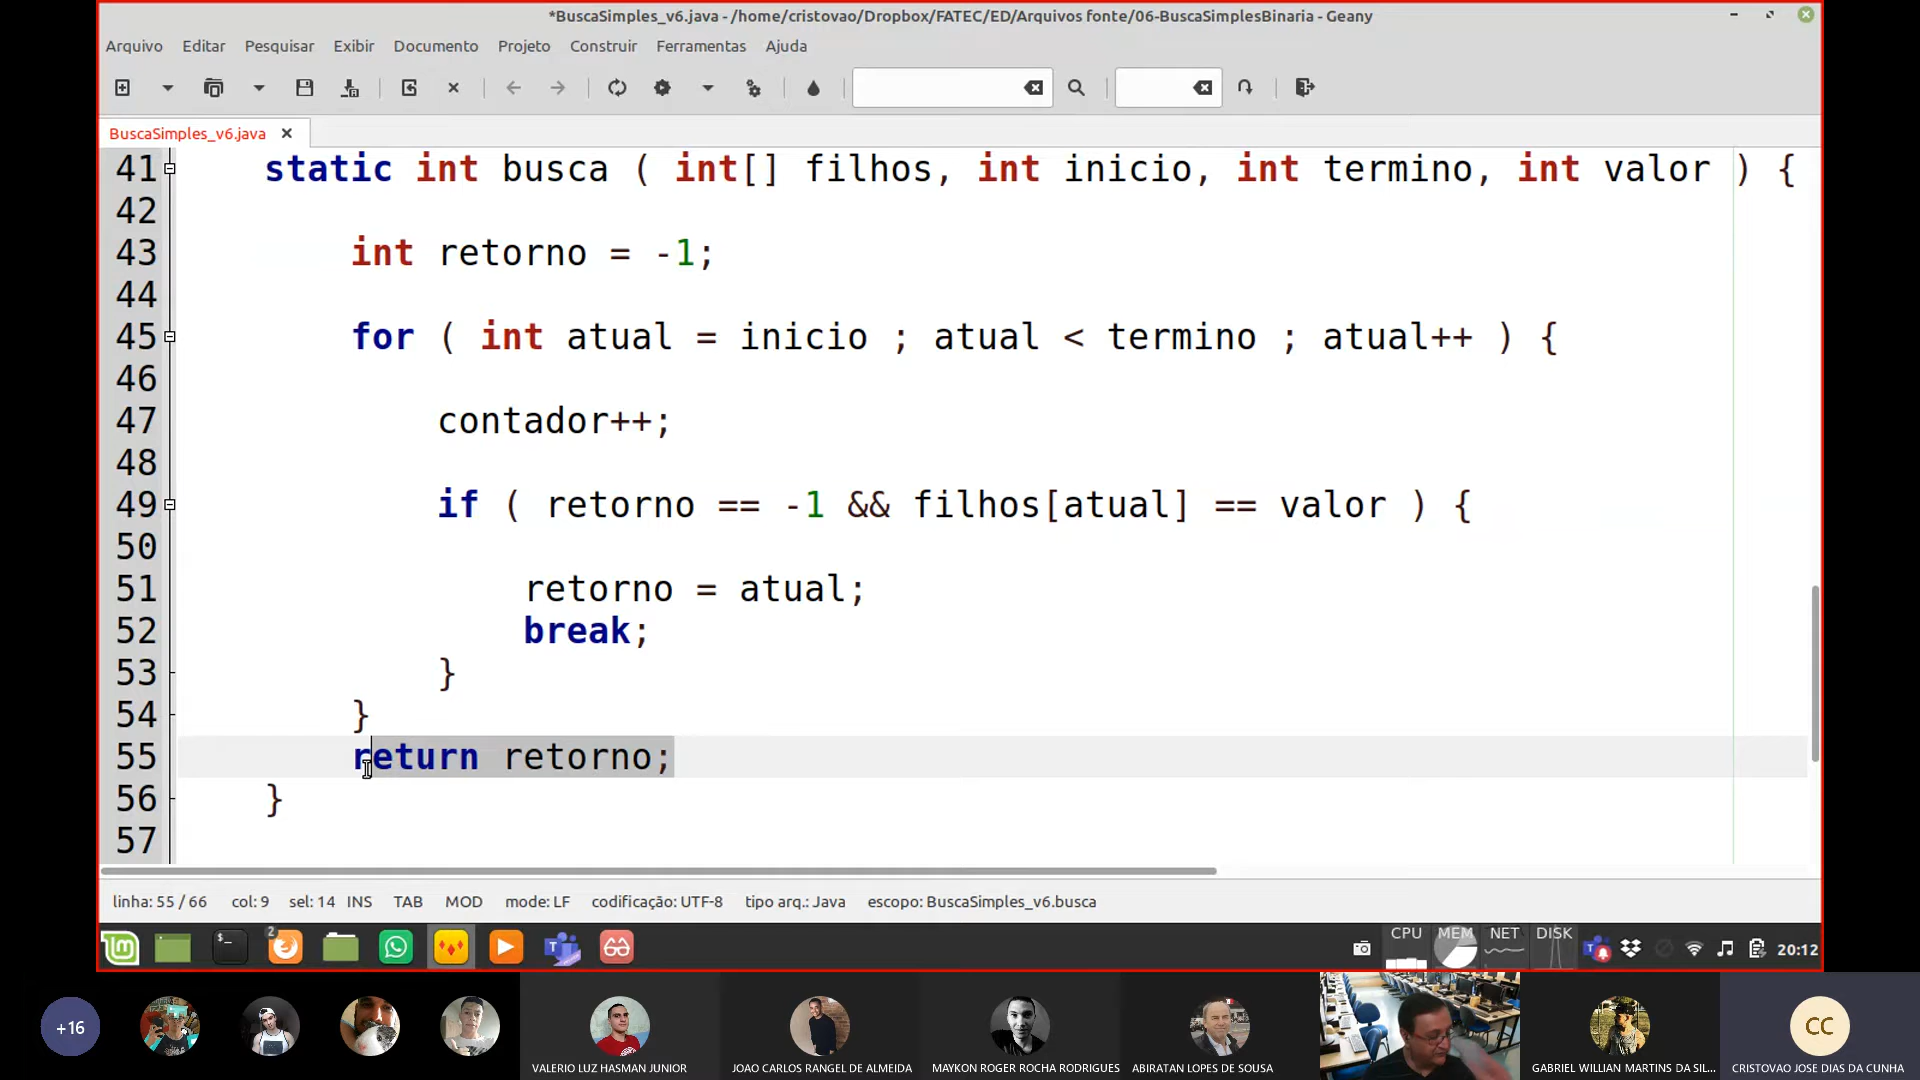 *BuscaSimples_v6.java - /home/cristovao/Dropbox/FATEC/ED/Arquivos fonte/06-BuscaSimplesBinaria - Geany
Arquivo Editar Pesquisar Exibir Documento Projeto Construir Ferramentas Ajuda
BuscaSimples_v6.java
41 static int busca ( int[] filhos, int inicio, int termino, int valor ) {
42
43 int retorno = -1;
44
45 for ( int atual = inicio ; atual < termino ; atual++ ) {
46
47 contador++;
48
49 if ( retorno == -1 && filhos[atual] == valor ) {
50
51 retorno = atual;
52 break;
53 }
54 }
55 return retorno;
56 }
57
linha: 55 / 66 col: 9 sel: 14 INS TAB MOD mode: LF codificação: UTF-8 tipo arq.: Java escopo: BuscaSimples_v6.busca
2 CPU MEM NET DISK 20:12
+16 CC
VALERIO LUZ HASMAN JUNIOR JOAO CARLOS RANGEL DE ALMEIDA MAYKON ROGER ROCHA RODRIGUES ABIRATAN LOPES DE SOUSA GABRIEL WILLIAN MARTINS DA SIL... CRISTOVAO JOSE DIAS DA CUNHA